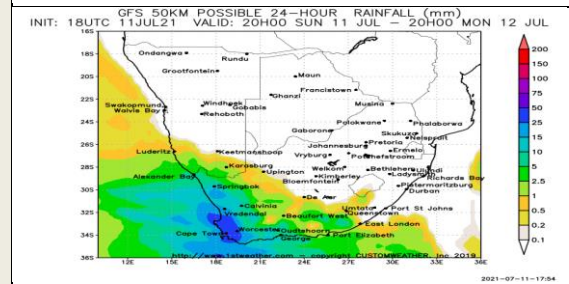 GFS 50KM POSSIBLE 24-HOUR RAINFALL (mm)
INIT: 18UTC 11JUL21 VALID: 20H00 SUN 11 JUL - 20H00 MON 12 JUL
16S
Ondangwa
Rundu
18S
Grootfontein
Maun
20S
Francistown
Ghanzi
22S
Windhoek
Gobabis
Musina
Swakopmund
Walvis Bay
Rehoboth
Polokwane
Phalaborwa
24S
Gaborone
Skukuza
Nelspruit
Pretoria
Johannesburg
26S
Luderitz
Keetmanshoop
Vryburg
Potchefstroom
Ermelo
Karasburg
Welkom
Bethlehem
Ulundi
28S
Alexander Bay
Upington
Kimberley
Ladysmith
Richards Bay
Bloemfontein
Pietermaritzburg
Springbok
Durban
30S
De Aar
Calvinia
Umtata
Port St Johns
Vredendal
Beaufort West
Queenstown
32S
East London
Cape Town
Worcester
Oudtshoorn
34S
George
Port Elizabeth
http://www.1stweather.com - copyright CUSTOMWEATHER, Inc 2019
36S
12E 15E 18E 21E 24E 27E 30E 33E 36E
200
150
100
75
50
25
15
10
5
2.5
1
0.5
0.2
0.1
2021-07-11-17:54